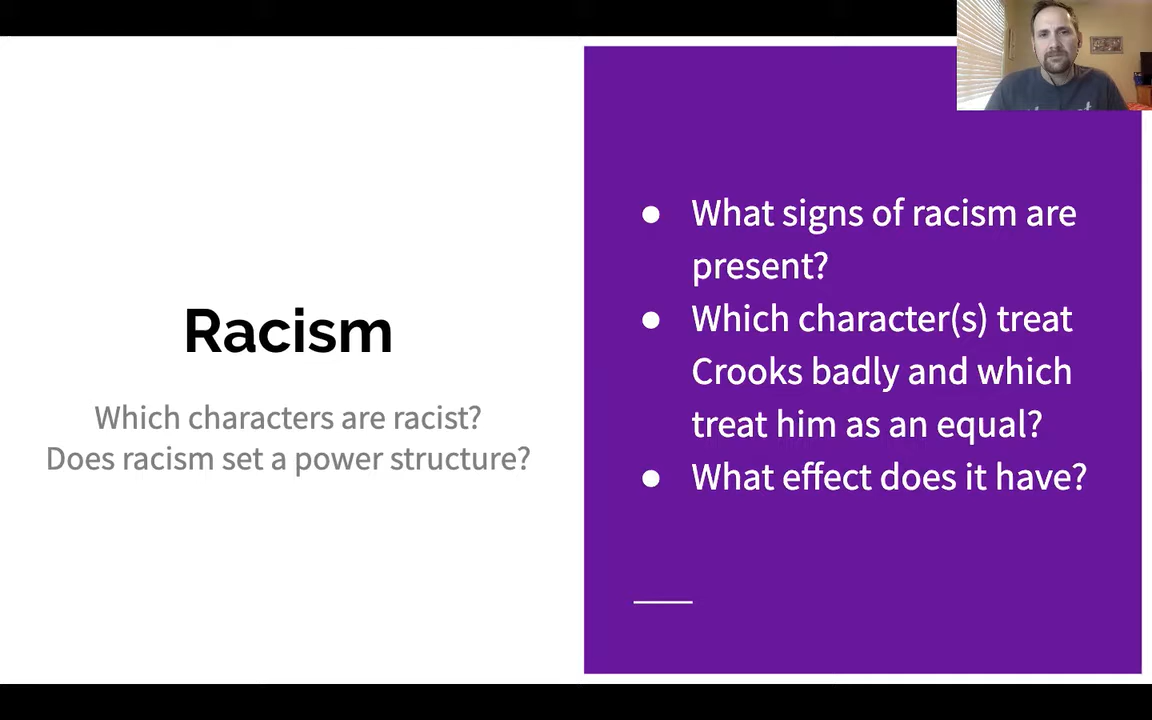 Racism
Which characters are racist?
Does racism set a power structure?
● What signs of racism are
present?
● Which character(s) treat
Crooks badly and which
treat him as an equal?
● What effect does it have?